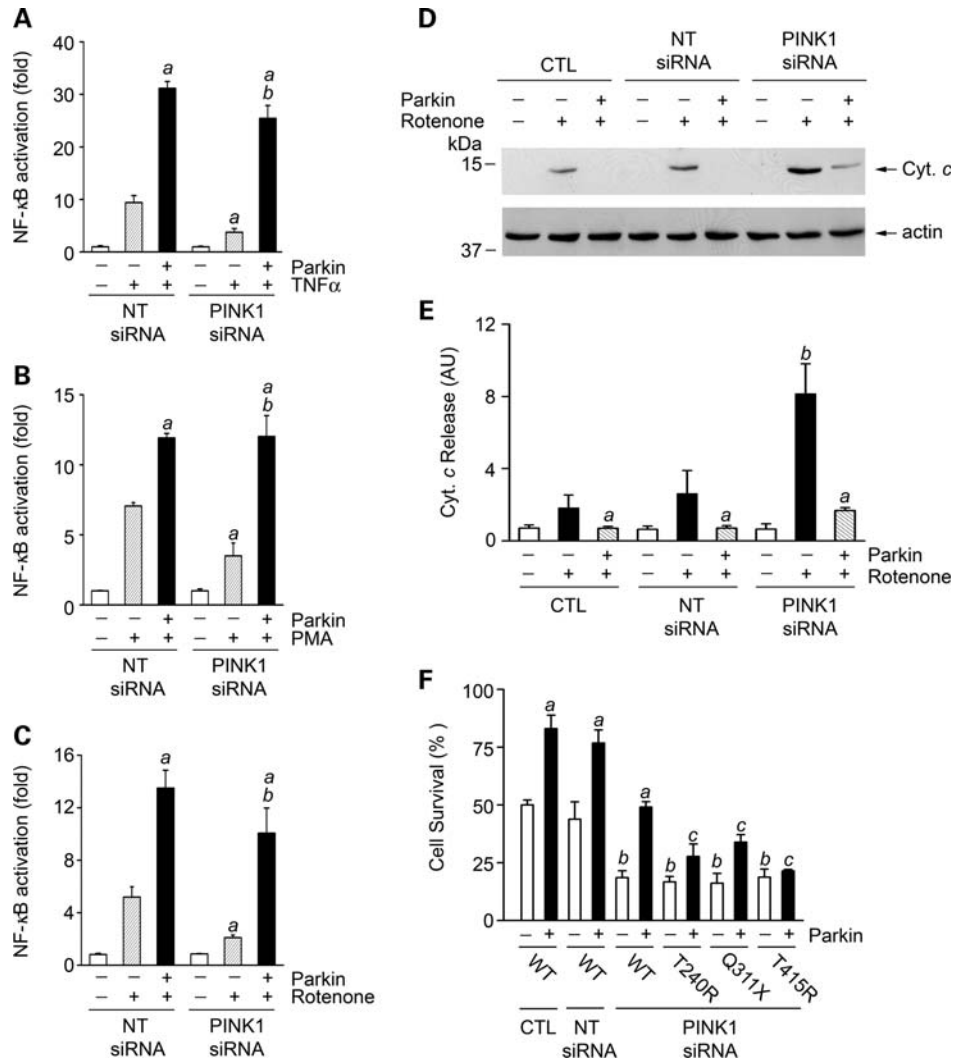 A
NF-κB activation (fold)
40
30
20
10
0
a
a
a
b
– – + – – + Parkin
– + + – + + TNFα
NT PINK1
siRNA siRNA
B
NF-κB activation (fold)
15
12
9
6
3
0
a
a
a
b
– – + – – + Parkin
– + + – + + PMA
NT PINK1
siRNA siRNA
C
NF-κB activation (fold)
16
12
8
4
0
a
a
a
b
– – + – – + Parkin
– + + – + + Rotenone
NT PINK1
siRNA siRNA
D
NT PINK1
CTL siRNA siRNA
Parkin – – + – – + – – +
Rotenone – + + – + + – + +
kDa
15 Cyt. c
actin
37
E
Cyt. c Release (AU)
12
8
4
0
a
a
b
a
– – + – – + – – + Parkin
– + + – + + – + + Rotenone
CTL NT PINK1
siRNA siRNA
F
Cell Survival (% )
100
75
50
25
0
a
a
b a
b c
b c
b c
– + – + – + – + – + – + Parkin
WT WT WT T240R Q311X T415R
CTL NT PINK1
siRNA siRNA